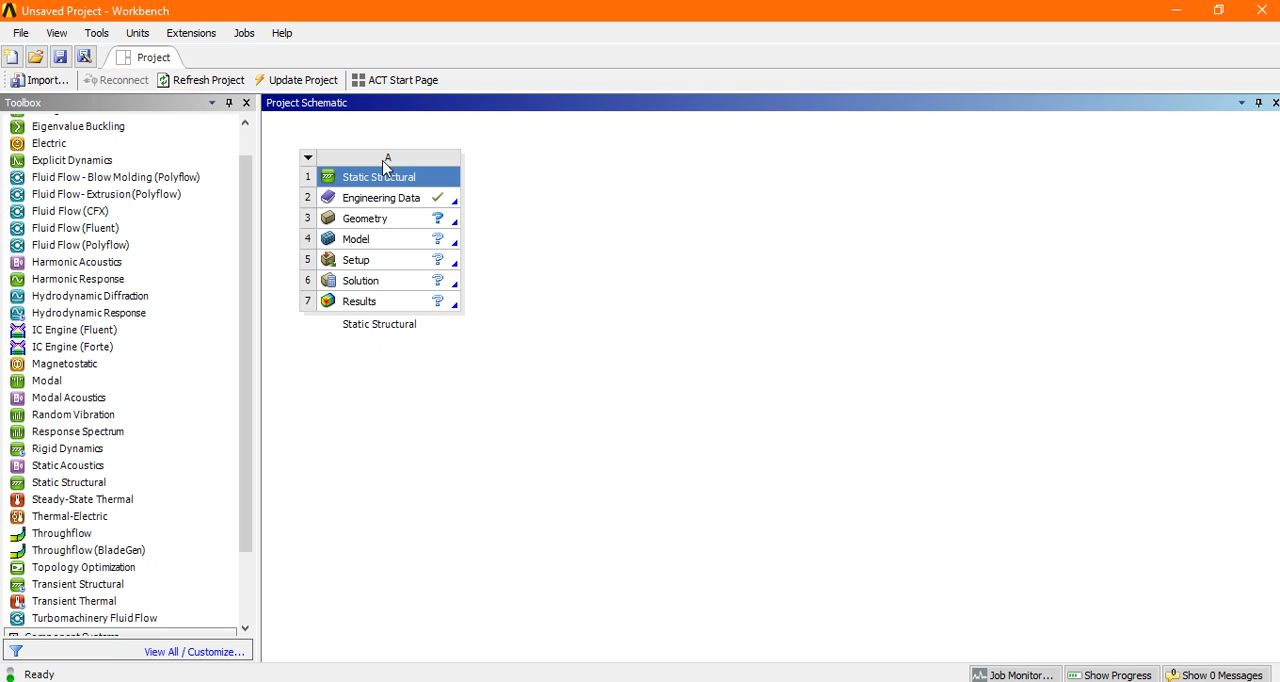 Unsaved Project - Workbench
File View Tools Units Extensions Jobs Help
Project
Import... Reconnect Refresh Project Update Project ACT Start Page
Toolbox
Project Schematic
Eigenvalue Buckling
Electric
Explicit Dynamics
Fluid Flow - Blow Molding (Polyflow)
Fluid Flow - Extrusion (Polyflow)
Fluid Flow (CFX)
Fluid Flow (Fluent)
Fluid Flow (Polyflow)
Harmonic Acoustics
Harmonic Response
Hydrodynamic Diffraction
Hydrodynamic Response
IC Engine (Fluent)
IC Engine (Forte)
Magnetostatic
Modal
Modal Acoustics
Random Vibration
Response Spectrum
Rigid Dynamics
Static Acoustics
Static Structural
Steady-State Thermal
Thermal-Electric
Throughflow
Throughflow (BladeGen)
Topology Optimization
Transient Structural
Transient Thermal
Turbomachinery Fluid Flow
View All / Customize...
A
1 Static Structural
2 Engineering Data
3 Geometry ?
4 Model ?
5 Setup ?
6 Solution ?
7 Results ?
Static Structural
Ready
Job Monitor... Show Progress Show 0 Messages